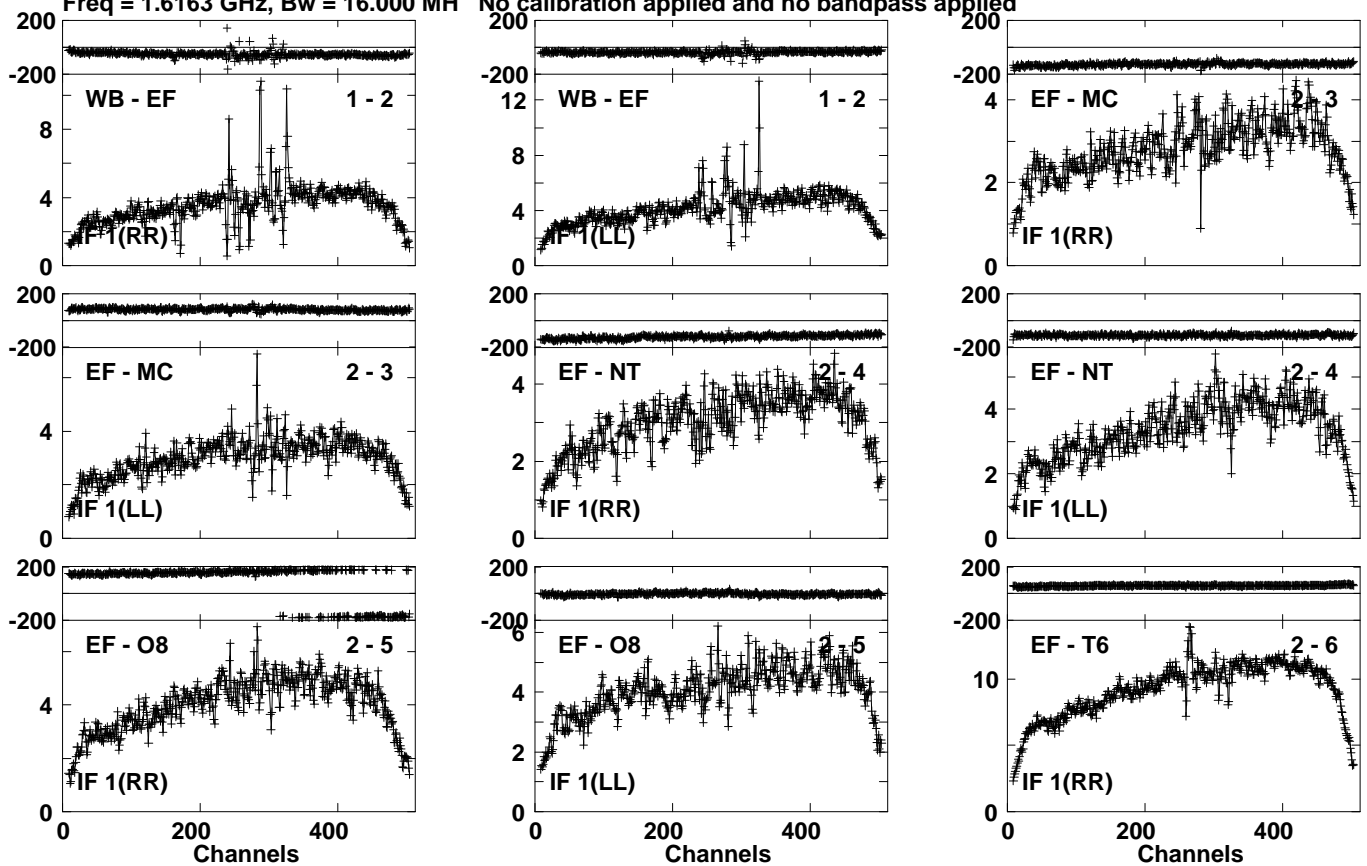 Freq = 1.6163 GHz, Bw = 16.000 MH No calibration applied and no bandpass applied
200
-200
WB - EF 1 - 2
8
4
IF 1(RR)
0
WB - EF 1 - 2
12
8
4
IF 1(LL)
0
200
-200
EF - MC 2 - 3
4
2
IF 1(RR)
0
200
-200
EF - MC 2 - 3
4
IF 1(LL)
0
200
-200
EF - NT 2 - 4
4
2
IF 1(RR)
0
200
-200
EF - NT 2 - 4
4
2
IF 1(LL)
0
200
-200
EF - O8 2 - 5
4
IF 1(RR)
0
0 200 400
Channels
200
-200
6
EF - O8 2 - 5
4
2
IF 1(LL)
0
0 200 400
Channels
200
-200
EF - T6 2 - 6
10
IF 1(RR)
0
0 200 400
Channels